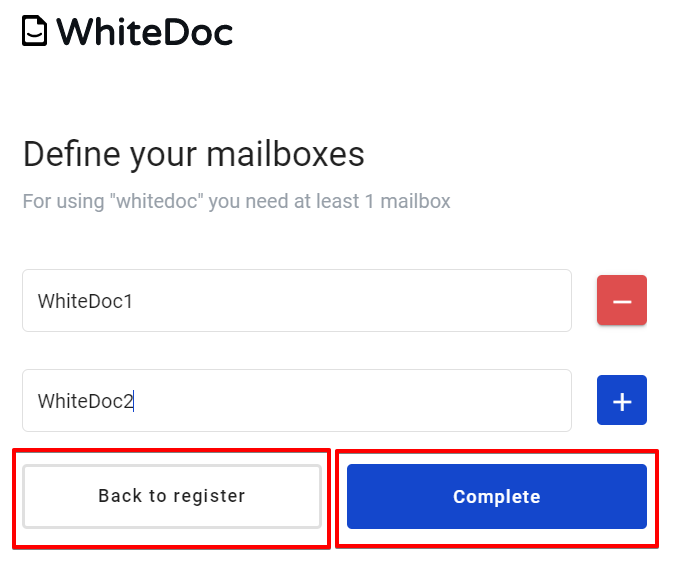 WhiteDoc
Define your mailboxes
For using "whitedoc" you need at least 1 mailbox
WhiteDoc1
WhiteDoc2
Back to register
Complete